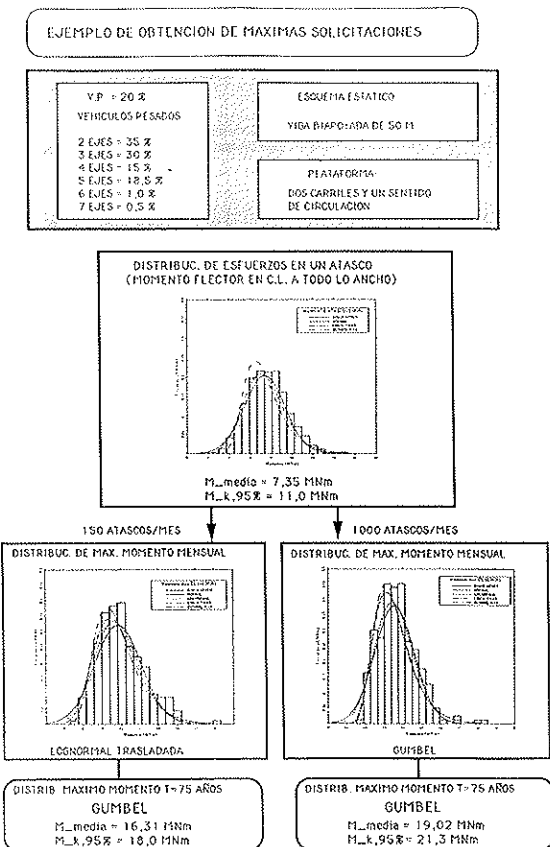 EJEMPLO DE OBTENCION DE MAXIMAS SOLICITACIONES
V.P. = 20 %
VEHICULOS PESADOS
2 EJES = 35 %
3 EJES = 30 %
4 EJES = 15 %
5 EJES = 18,5 %
6 EJES = 1,0 %
7 EJES = 0,5 %
ESQUEMA ESTATICO
VIGA BIAPOIADA DE 50 M
PLATAFORMA
DOS CARRILES Y UN SENTIDO
DE CIRCULACION
DISTRIBUC. DE ESFUERZOS EN UN ATASCO
(MOMENTO FLECTOR EN C.L. A TODO LO ANCHO)
M_media = 7,35 MNm
M_k,95% = 11,0 MNm
150 ATASCOS/MES
1000 ATASCOS/MES
DISTRIBUC. DE MAX. MOMENTO MENSUAL
LOGNORMAL TRASLADADA
DISTRIBUC. DE MAX. MOMENTO MENSUAL
GUMBEL
DISTRIB. MAXIMO MOMENTO T=75 AÑOS
GUMBEL
M_media = 16,31 MNm
M_k,95% = 18,0 MNm
DISTRIB. MAXIMO MOMENTO T=75 AÑOS
GUMBEL
M_media = 19,02 MNm
M_k,95% = 21,3 MNm